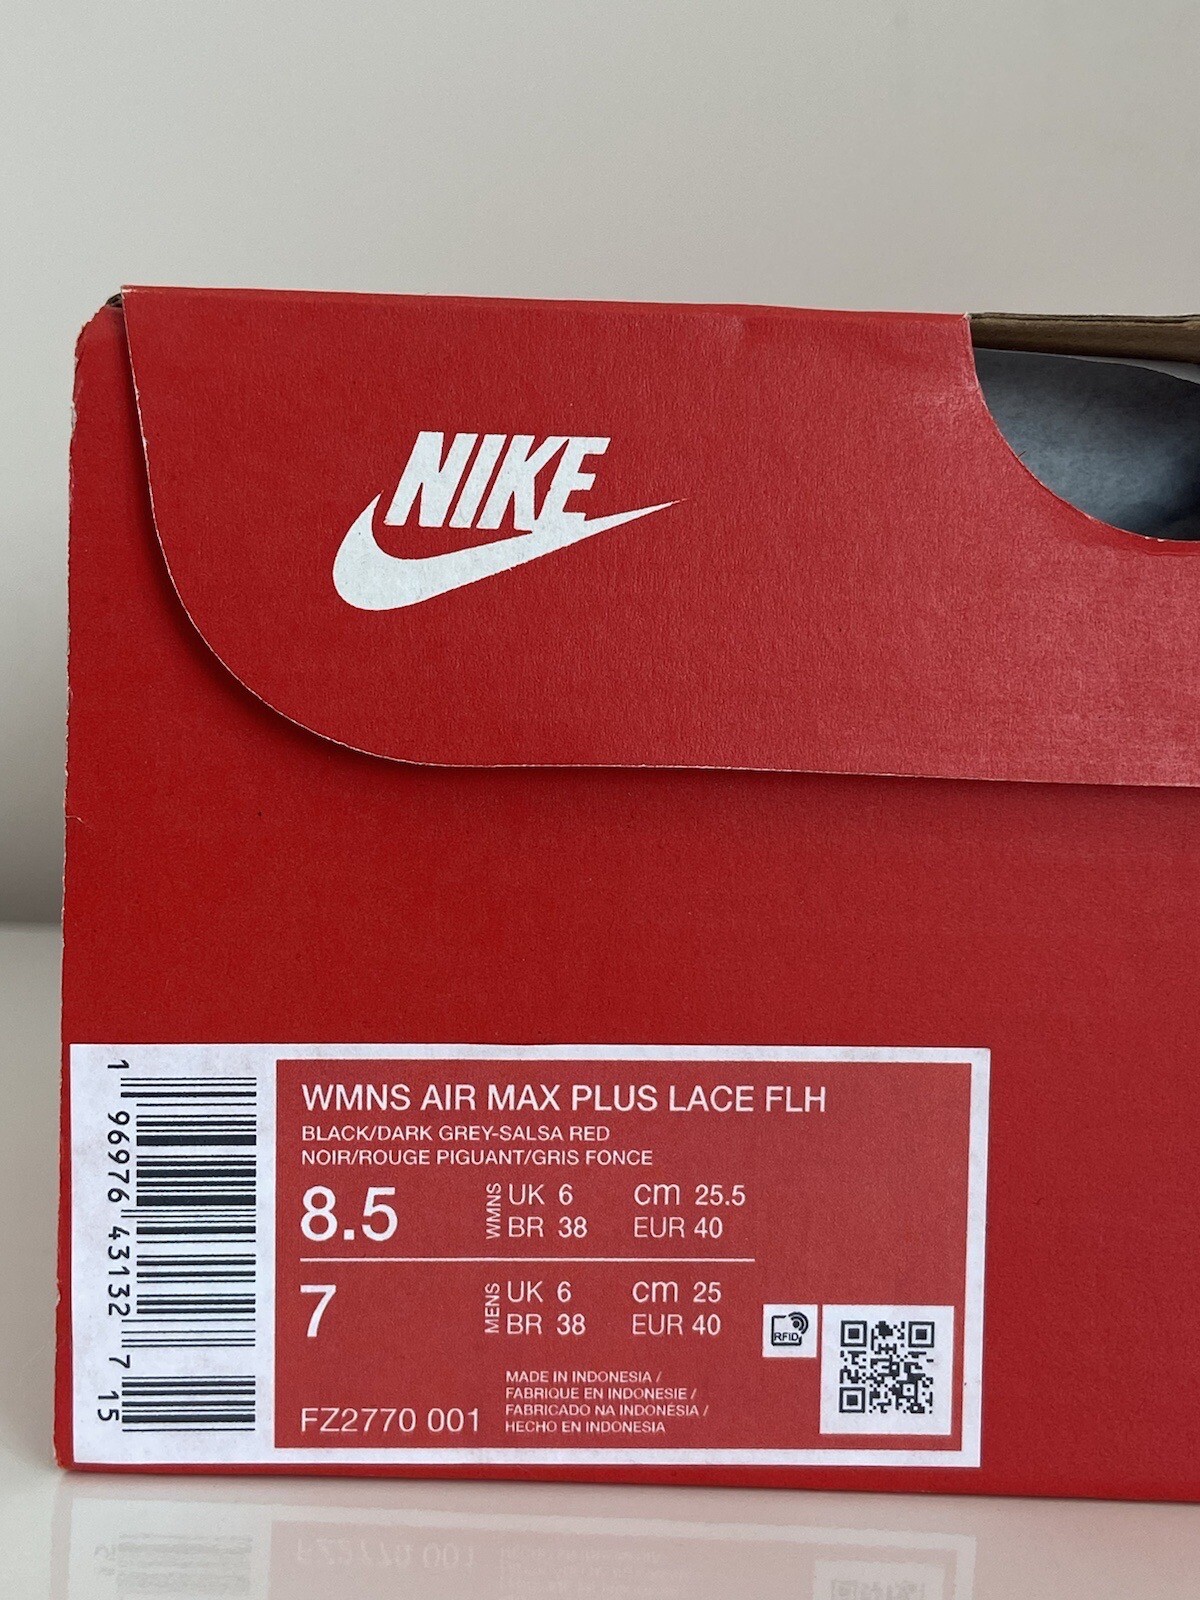 NIKE
WMNS AIR MAX PLUS LACE FLH
BLACK/DARK GREY-SALSA RED
NOIR/ROUGE PIGUANT/GRIS FONCE
8.5 WMNS UK 6 cm 25.5
BR 38 EUR 40
7 MENS UK 6 cm 25
BR 38 EUR 40
RFID
MADE IN INDONESIA /
FABRIQUE EN INDONESIE /
FABRICADO NA INDONÉSIA /
HECHO EN INDONESIA
FZ2770 001
1 96976 43132 7 15